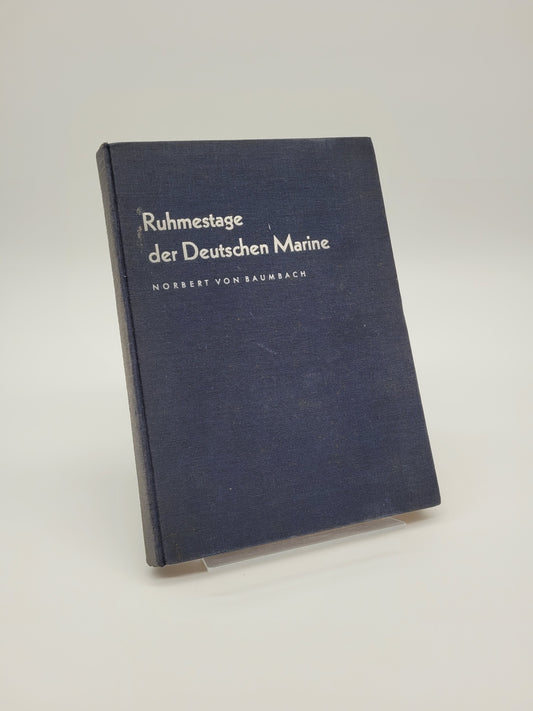 Ruhmestage
der Deutschen Marine
NORBERT VON BAUMBACH